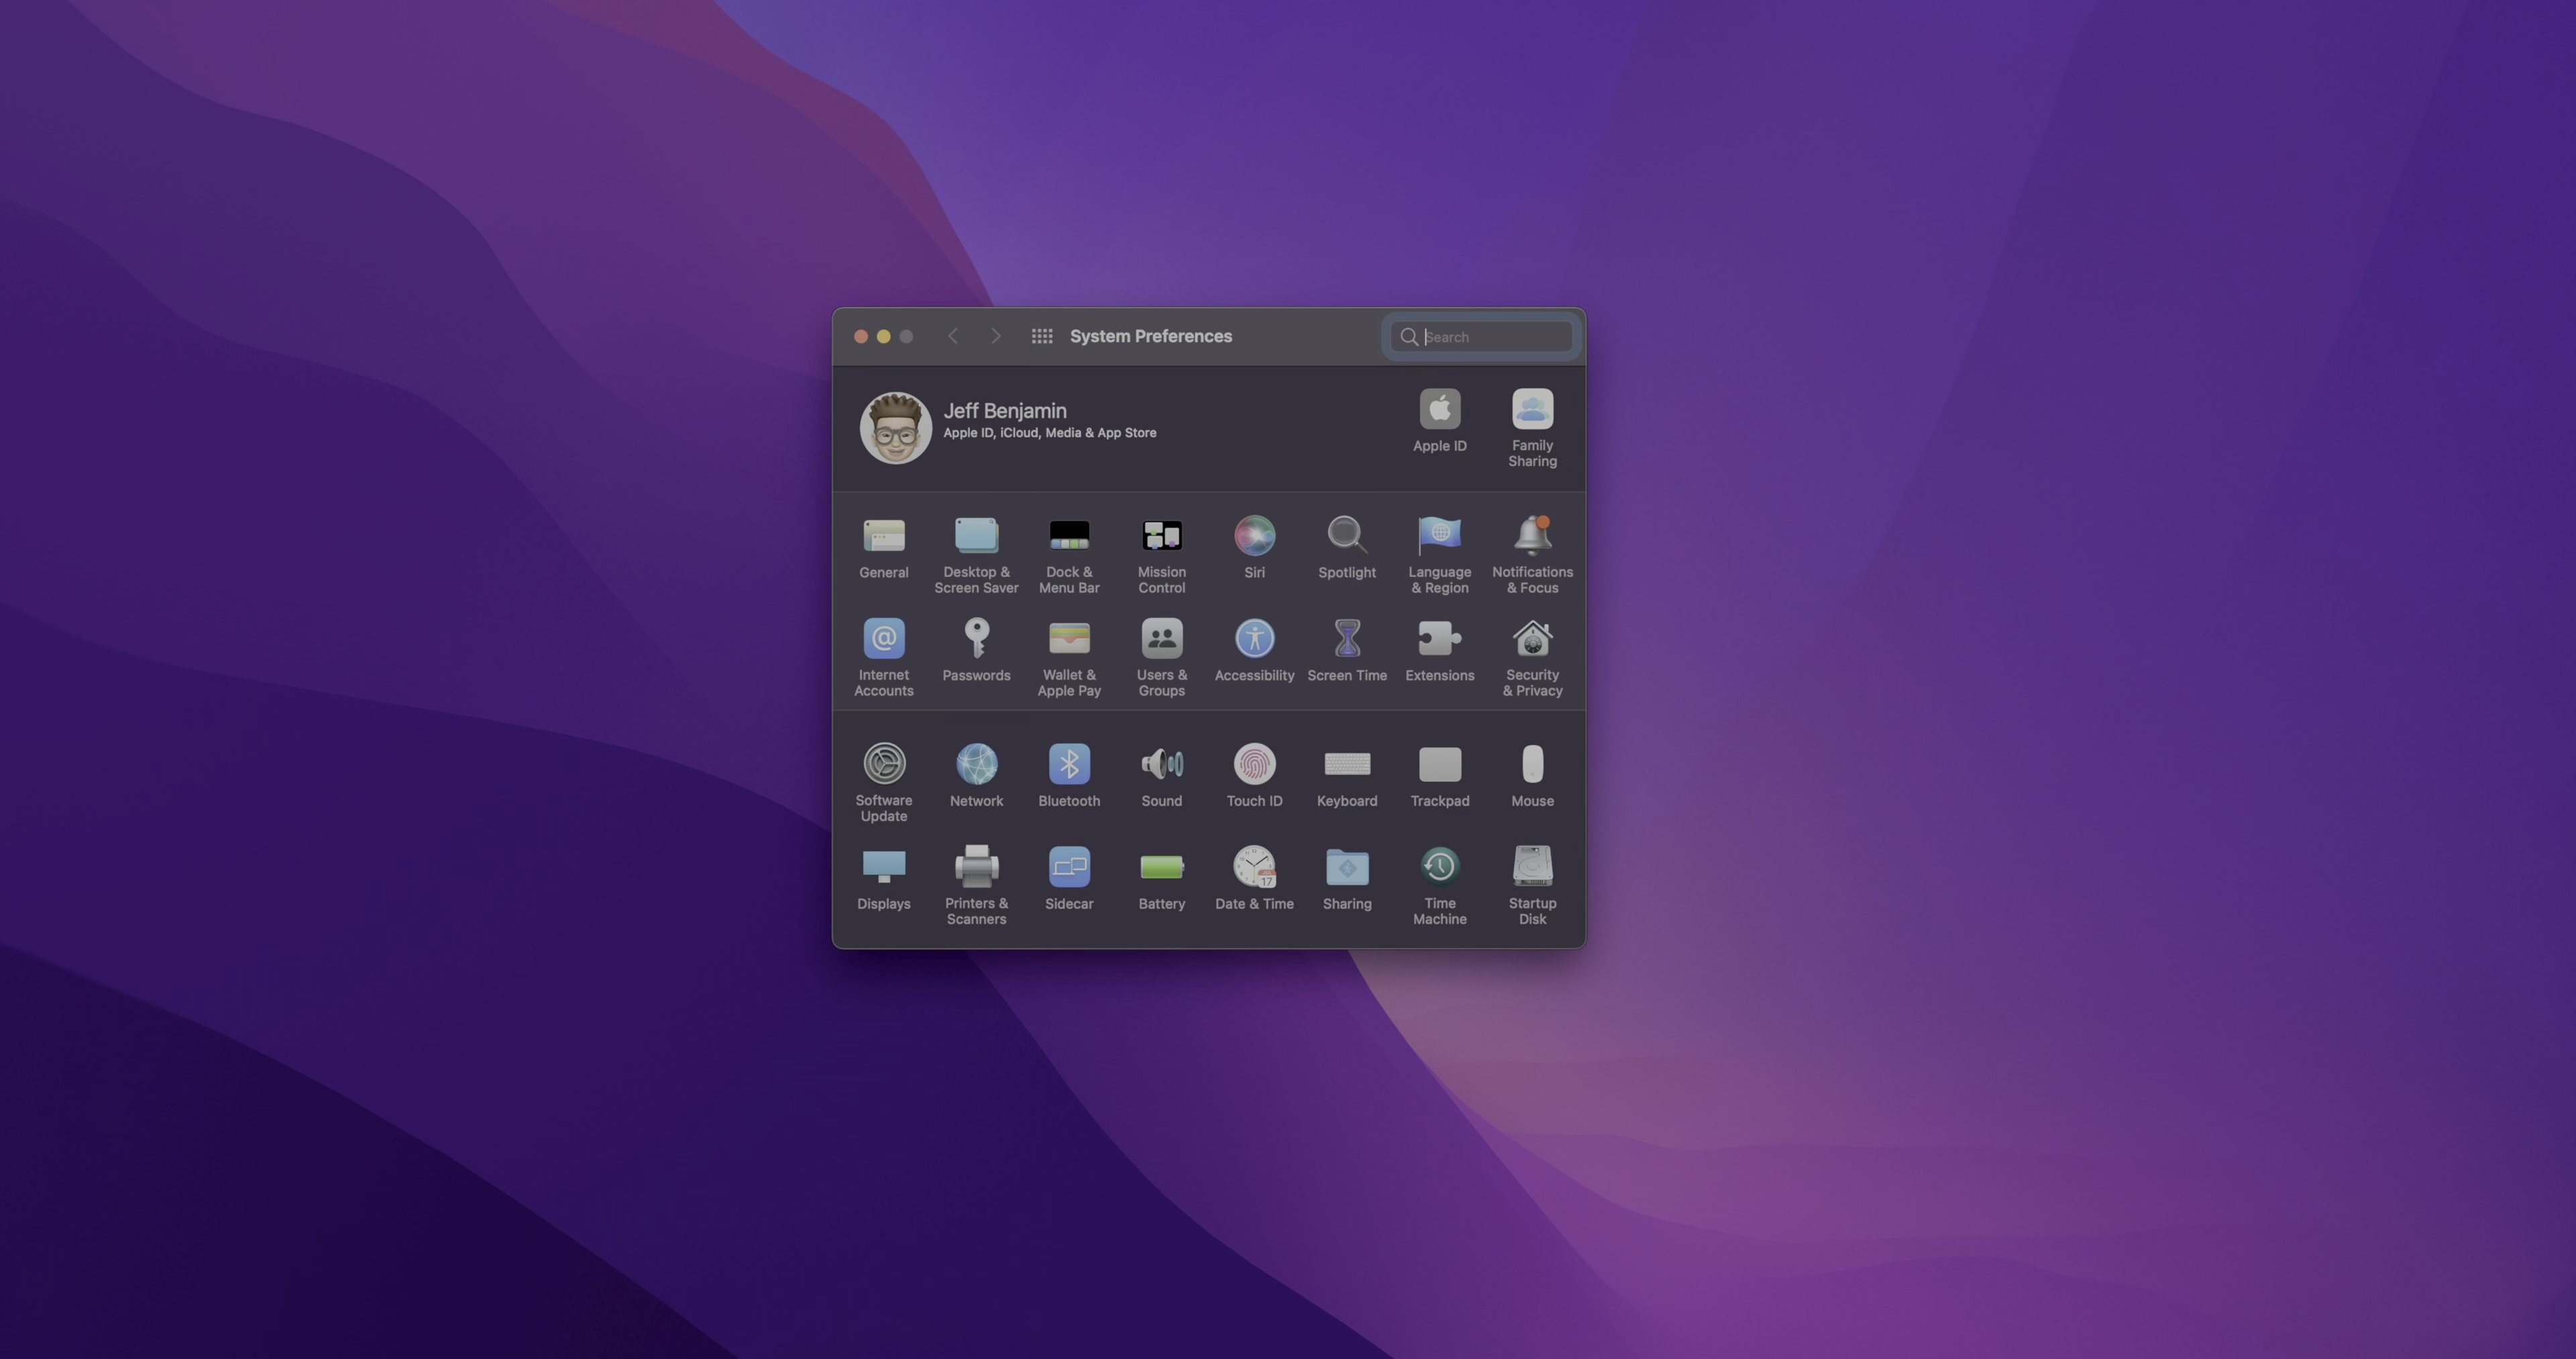 System Preferences
Search
Jeff Benjamin
Apple ID, iCloud, Media & App Store
Apple ID
Family
Sharing
General
Desktop &
Screen Saver
Dock &
Menu Bar
Mission
Control
Siri
Spotlight
Language
& Region
Notifications
& Focus
Internet
Accounts
Passwords
Wallet &
Apple Pay
Users &
Groups
Accessibility
Screen Time
Extensions
Security
& Privacy
Software
Update
Network
Bluetooth
Sound
Touch ID
Keyboard
Trackpad
Mouse
Displays
Printers &
Scanners
Sidecar
Battery
17
Date & Time
Sharing
Time
Machine
Startup
Disk